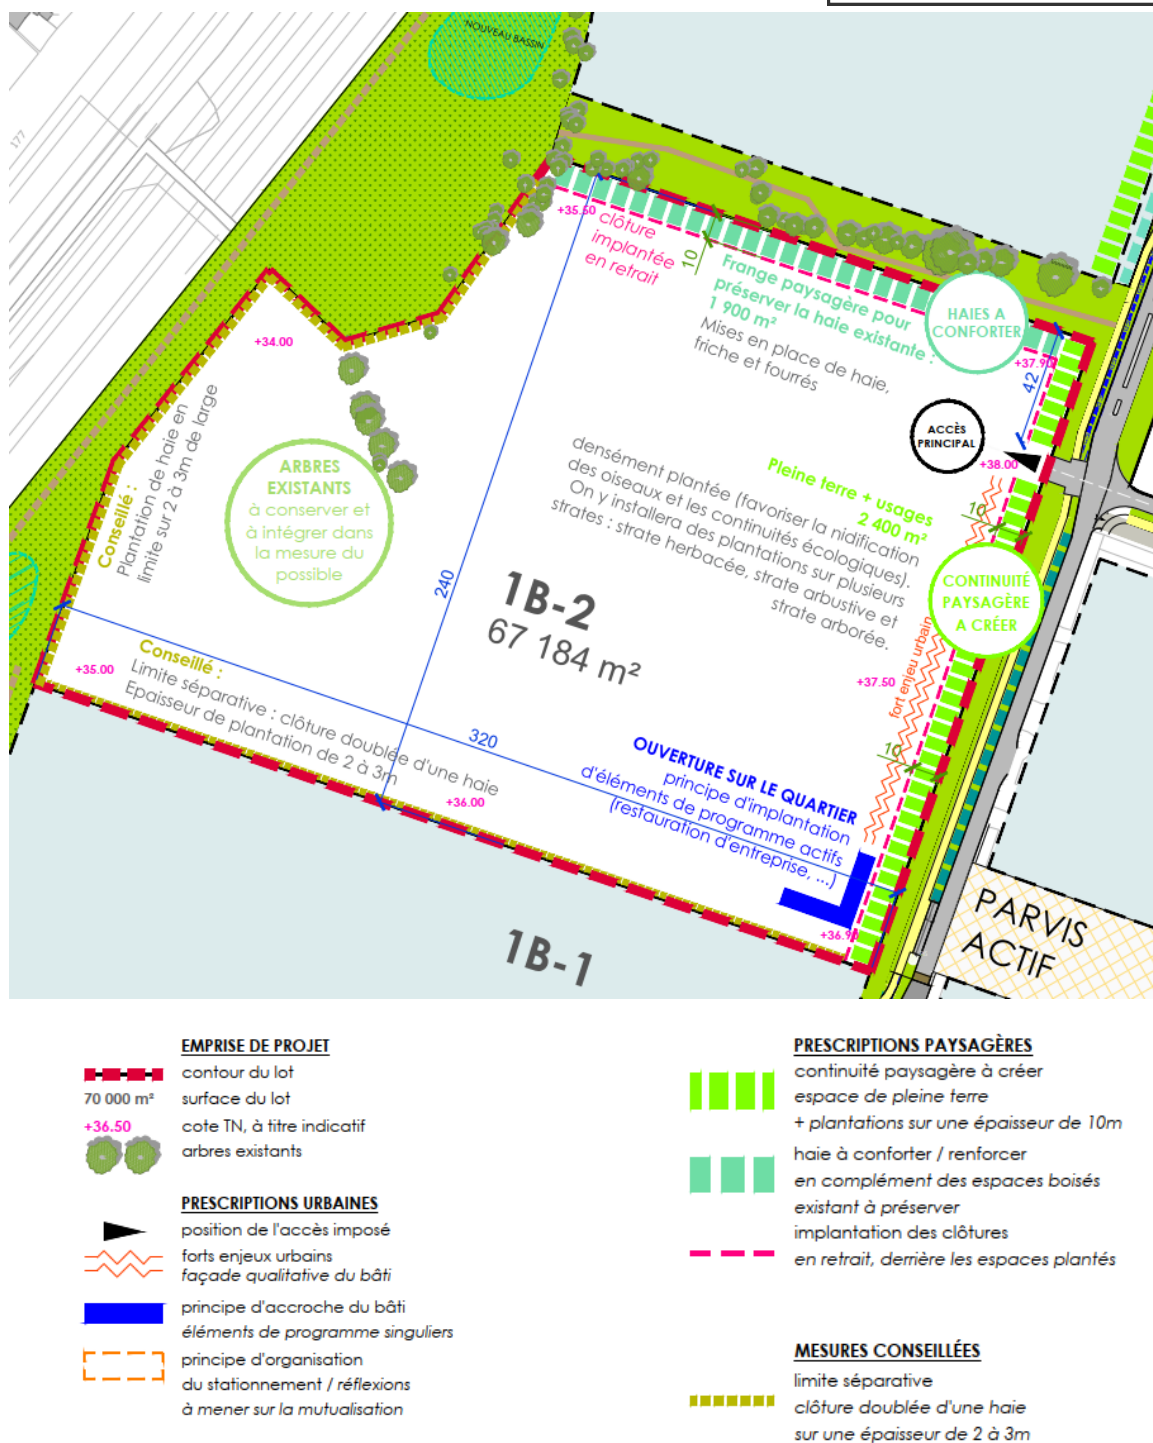 NOUVEAU BASSIN
177
+35.50
clôture
implantée
en retrait
10
Frange paysagère pour
préserver la haie existante :
1 900 m²
Mises en place de haie,
friche et fourrés
HAIES A
CONFORTER
+37.90
42
+34.00
ACCÈS
PRINCIPAL
+38.00
Conseillé :
Plantation de haie en
limite sur 2 à 3m de large
ARBRES
EXISTANTS
à conserver et
à intégrer dans
la mesure du
possible
Pleine terre + usages
2 400 m²
densément plantée (favoriser la nidification
des oiseaux et les continuités écologiques).
On y installera des plantations sur plusieurs
strates : strate herbacée, strate arbustive et
strate arborée.
10
CONTINUITÉ
PAYSAGÈRE
A CRÉER
240
1B-2
67 184 m²
fort enjeu urbain
+37.50
+35.00
Conseillé :
Limite séparative : clôture doublée d'une haie
Epaisseur de plantation de 2 à 3m
320
+36.00
10
OUVERTURE SUR LE QUARTIER
principe d'implantation
d'éléments de programme actifs
(restauration d'entreprise, ...)
+36.90
1B-1
PARVIS
ACTIF
EMPRISE DE PROJET
contour du lot
70 000 m² surface du lot
+36.50 cote TN, à titre indicatif
arbres existants
PRESCRIPTIONS URBAINES
position de l'accès imposé
forts enjeux urbains
façade qualitative du bâti
principe d'accroche du bâti
éléments de programme singuliers
principe d'organisation
du stationnement / réflexions
à mener sur la mutualisation
PRESCRIPTIONS PAYSAGÈRES
continuité paysagère à créer
espace de pleine terre
+ plantations sur une épaisseur de 10m
haie à conforter / renforcer
en complément des espaces boisés
existant à préserver
implantation des clôtures
en retrait, derrière les espaces plantés
MESURES CONSEILLÉES
limite séparative
clôture doublée d'une haie
sur une épaisseur de 2 à 3m